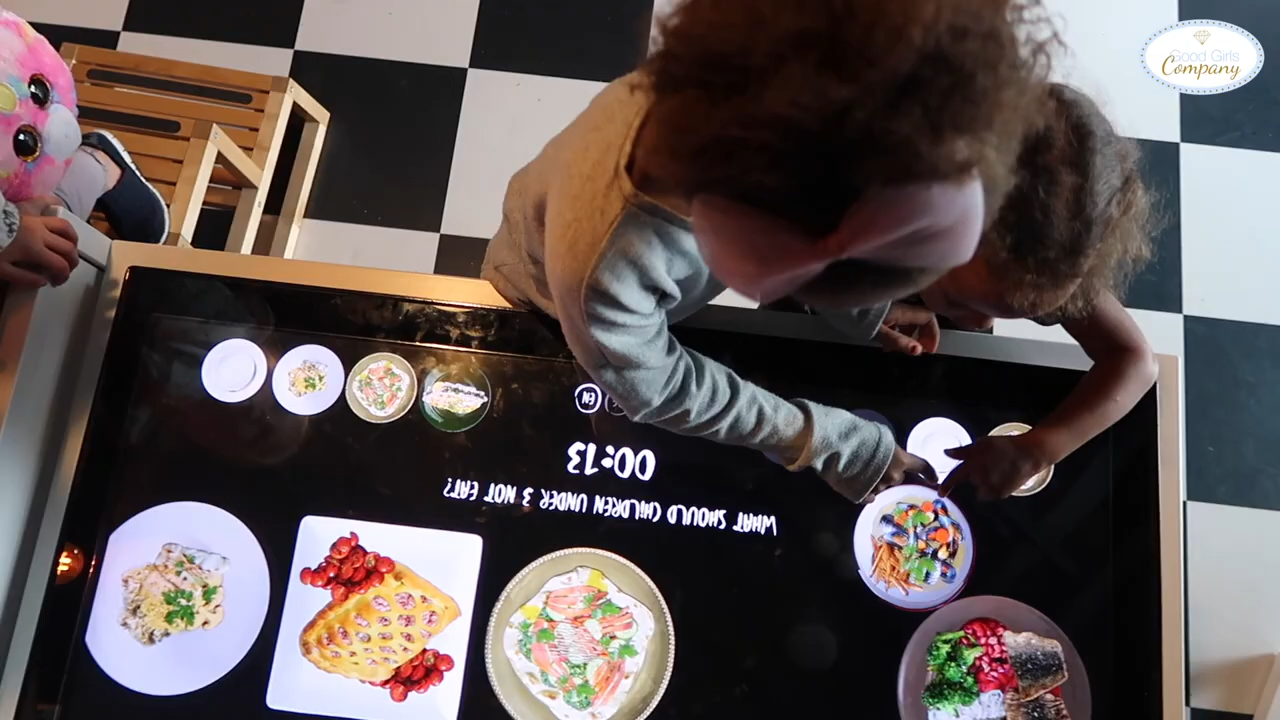 Good Girls
Company
WHAT SHOULD CHILDREN UNDER 3 NOT EAT?
00:13
EN